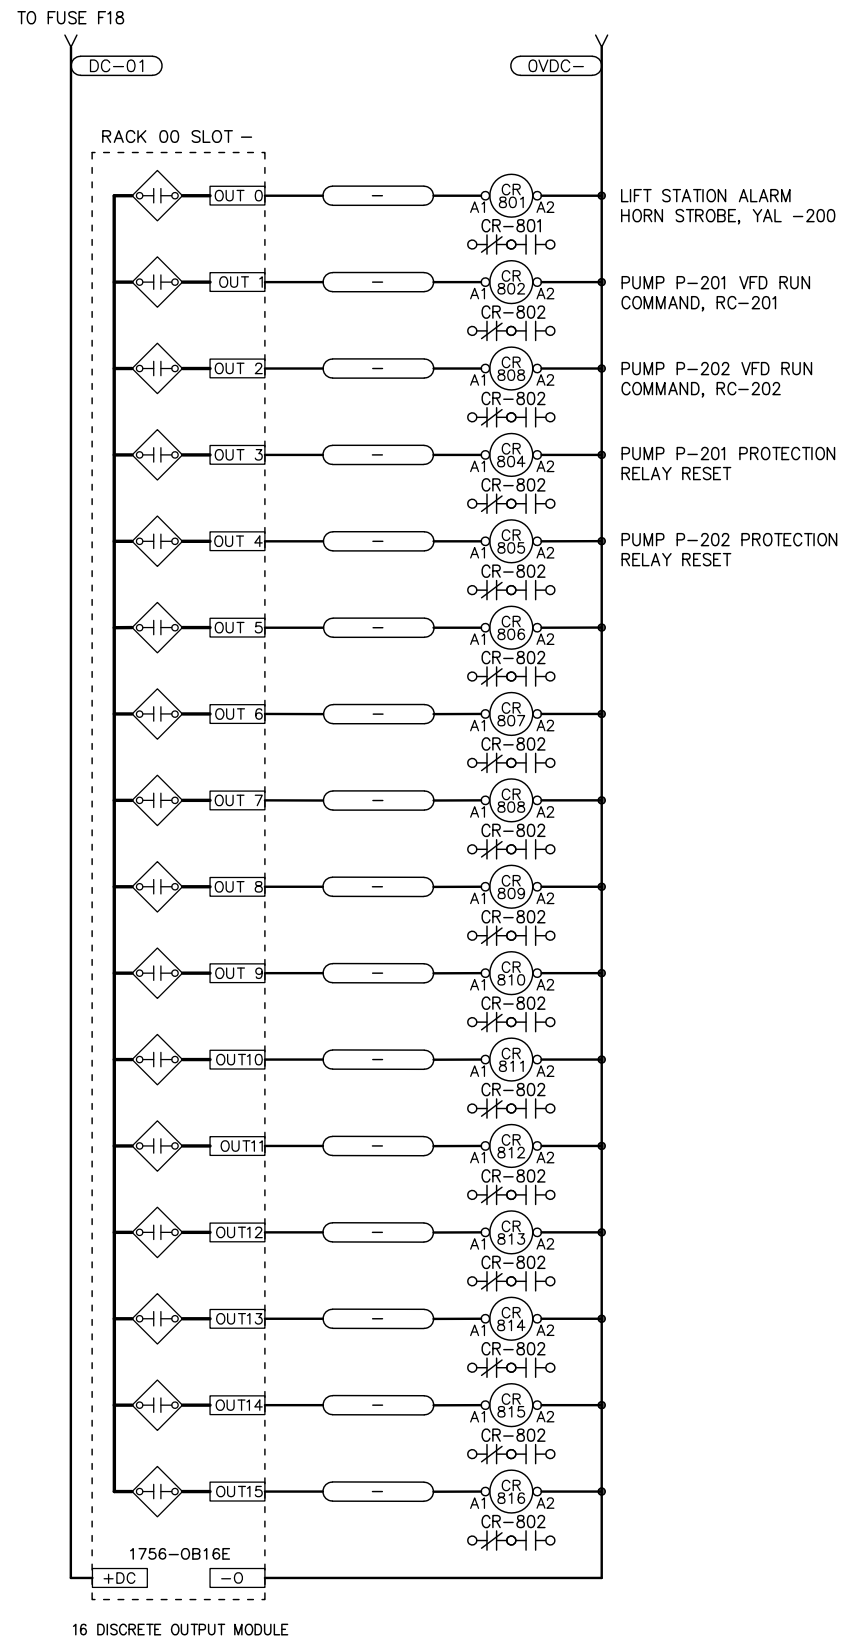 TO FUSE F18
DC-01
0VDC-
RACK 00 SLOT -
OUT 0
-
CR
801
A1
A2
CR-801
LIFT STATION ALARM
HORN STROBE, YAL -200
OUT 1
-
CR
802
A1
A2
CR-802
PUMP P-201 VFD RUN
COMMAND, RC-201
OUT 2
-
CR
808
A1
A2
CR-802
PUMP P-202 VFD RUN
COMMAND, RC-202
OUT 3
-
CR
804
A1
A2
CR-802
PUMP P-201 PROTECTION
RELAY RESET
OUT 4
-
CR
805
A1
A2
CR-802
PUMP P-202 PROTECTION
RELAY RESET
OUT 5
-
CR
806
A1
A2
CR-802
OUT 6
-
CR
807
A1
A2
CR-802
OUT 7
-
CR
808
A1
A2
CR-802
OUT 8
-
CR
809
A1
A2
CR-802
OUT 9
-
CR
810
A1
A2
CR-802
OUT10
-
CR
811
A1
A2
CR-802
OUT11
-
CR
812
A1
A2
CR-802
OUT12
-
CR
813
A1
A2
CR-802
OUT13
-
CR
814
A1
A2
CR-802
OUT14
-
CR
815
A1
A2
CR-802
OUT15
-
CR
816
A1
A2
CR-802
1756-OB16E
+DC
-0
16 DISCRETE OUTPUT MODULE